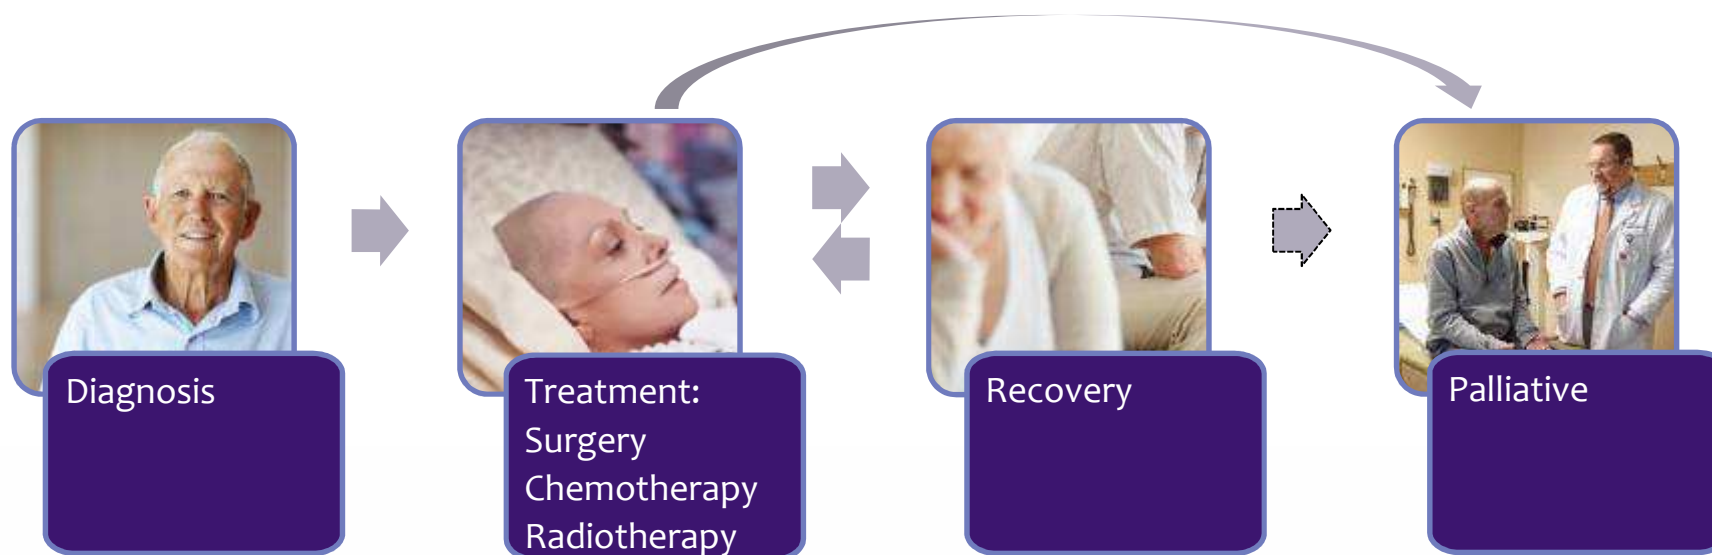 Diagnosis
Treatment:
Surgery
Chemotherapy
Radiotherapy
Recovery
Palliative